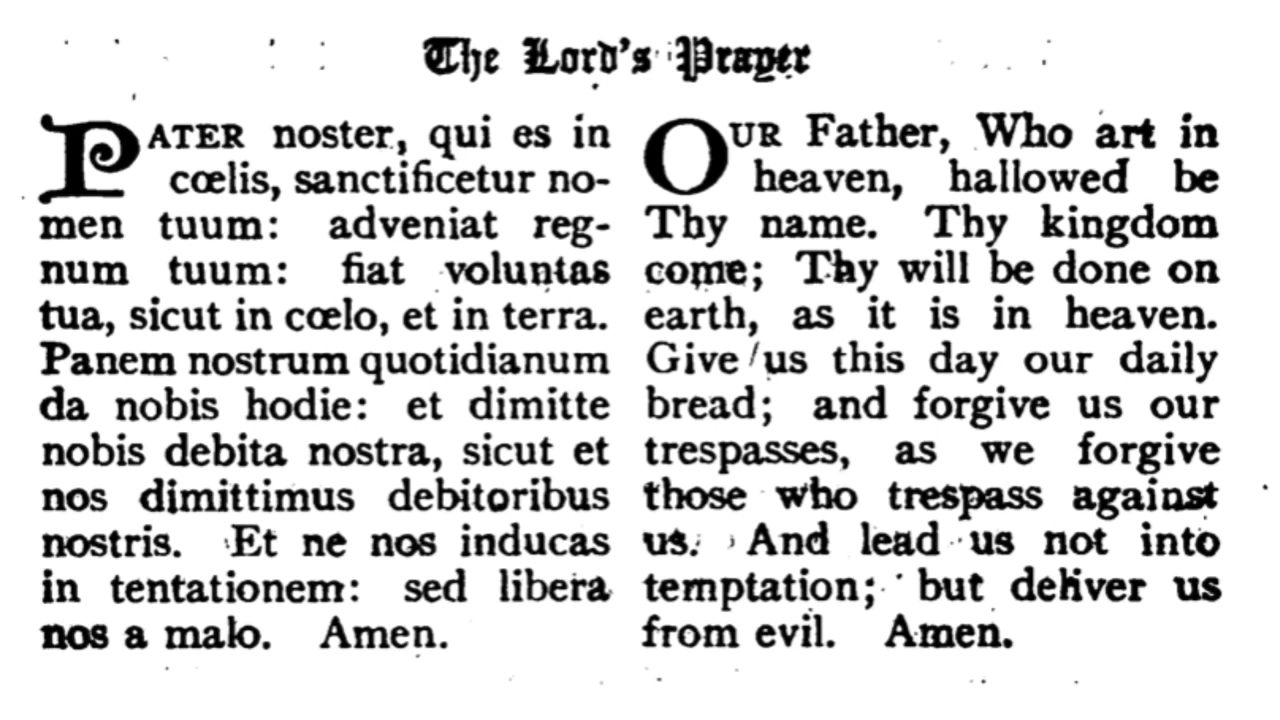 The Lord's Prayer
PATER noster, qui es in
cœlis, sanctificetur no-
men tuum: adveniat reg-
num tuum: fiat voluntas
tua, sicut in cœlo, et in terra.
Panem nostrum quotidianum
da nobis hodie: et dimitte
nobis debita nostra, sicut et
nos dimittimus debitoribus
nostris. Et ne nos inducas
in tentationem: sed libera
nos a malo. Amen.
OUR Father, Who art in
heaven, hallowed be
Thy name. Thy kingdom
come; Thy will be done on
earth, as it is in heaven.
Give us this day our daily
bread; and forgive us our
trespasses, as we forgive
those who trespass against
us. And lead us not into
temptation; but deliver us
from evil. Amen.